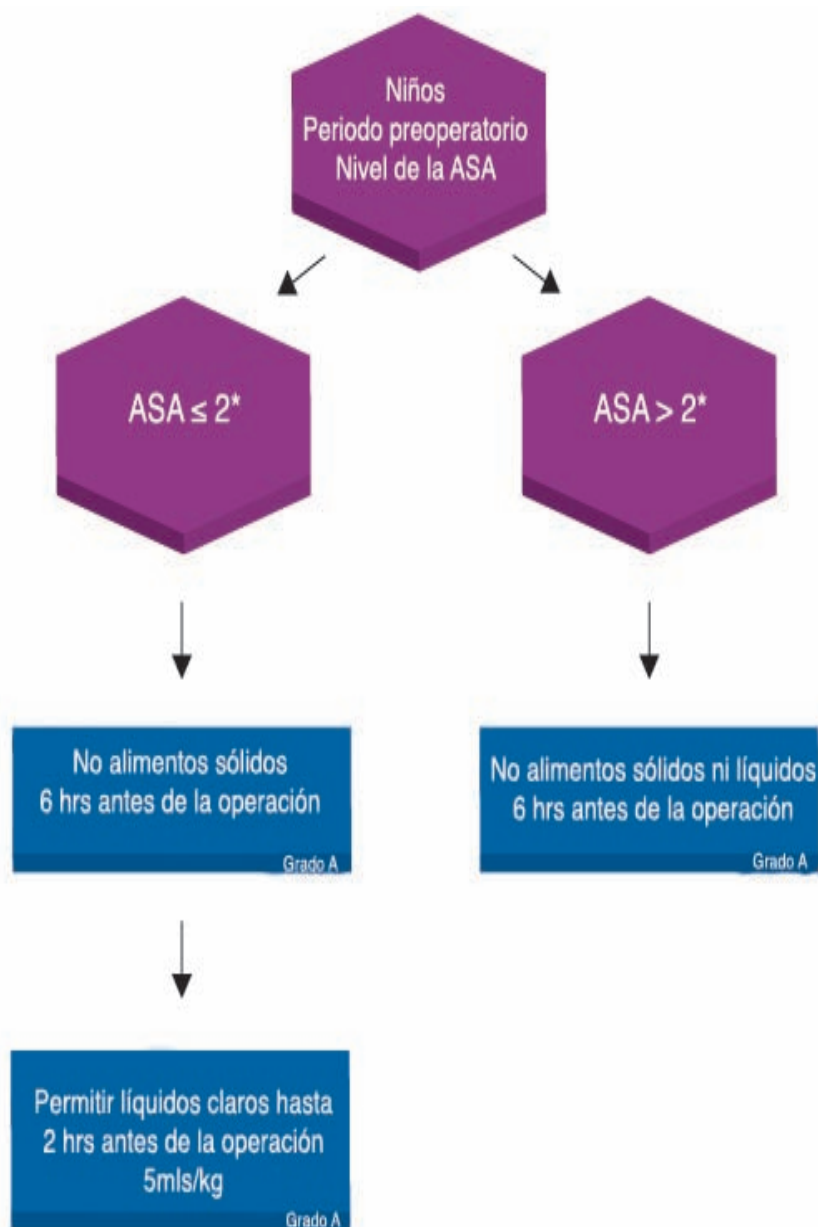 Niños
Periodo preoperatorio
Nivel de la ASA
ASA ≤ 2*
ASA > 2*
No alimentos sólidos
6 hrs antes de la operación
Grado A
No alimentos sólidos ni líquidos
6 hrs antes de la operación
Grado A
Permitir líquidos claros hasta
2 hrs antes de la operación
5mls/kg
Grado A